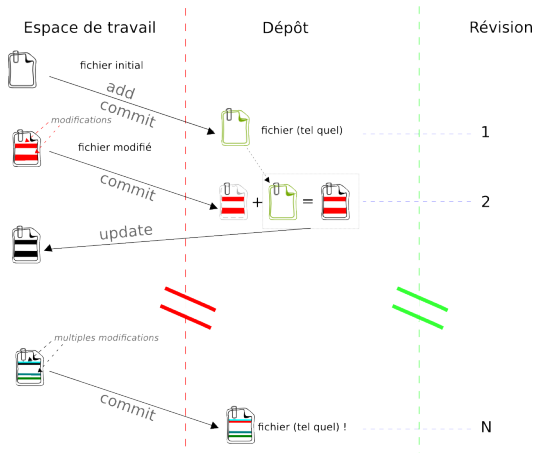 Espace de travail
Dépôt
Révision
fichier initial
add
commit
modifications
fichier (tel quel)
1
fichier modifié
commit
+
=
2
update
multiples modifications
commit
fichier (tel quel) !
N